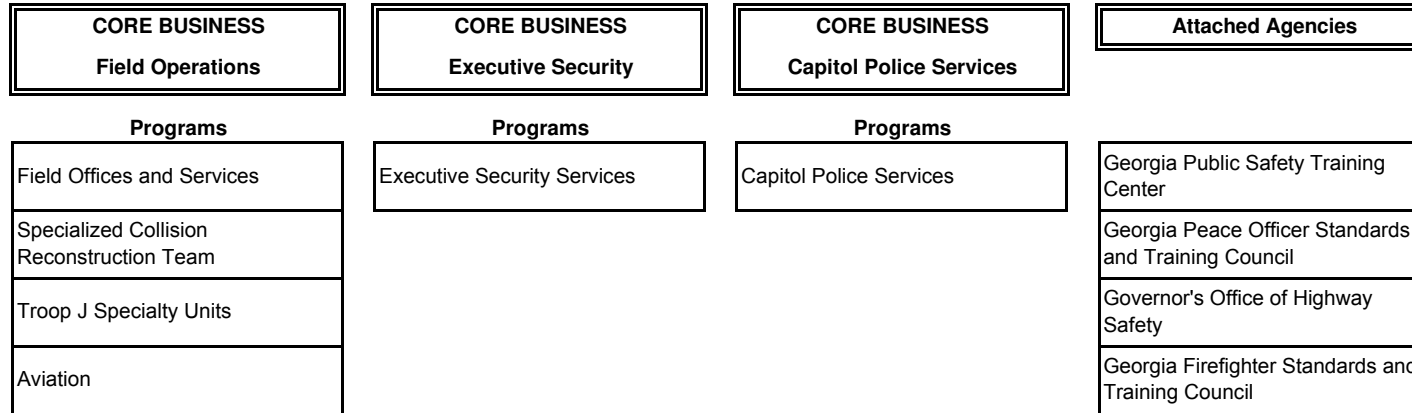 CORE BUSINESS
Field Operations
Programs
Field Offices and Services
Specialized Collision
Reconstruction Team
Troop J Specialty Units
Aviation
CORE BUSINESS
Executive Security
Programs
Executive Security Services
CORE BUSINESS
Capitol Police Services
Programs
Capitol Police Services
Attached Agencies
Georgia Public Safety Training
Center
Georgia Peace Officer Standards
and Training Council
Governor's Office of Highway
Safety
Georgia Firefighter Standards and
Training Council